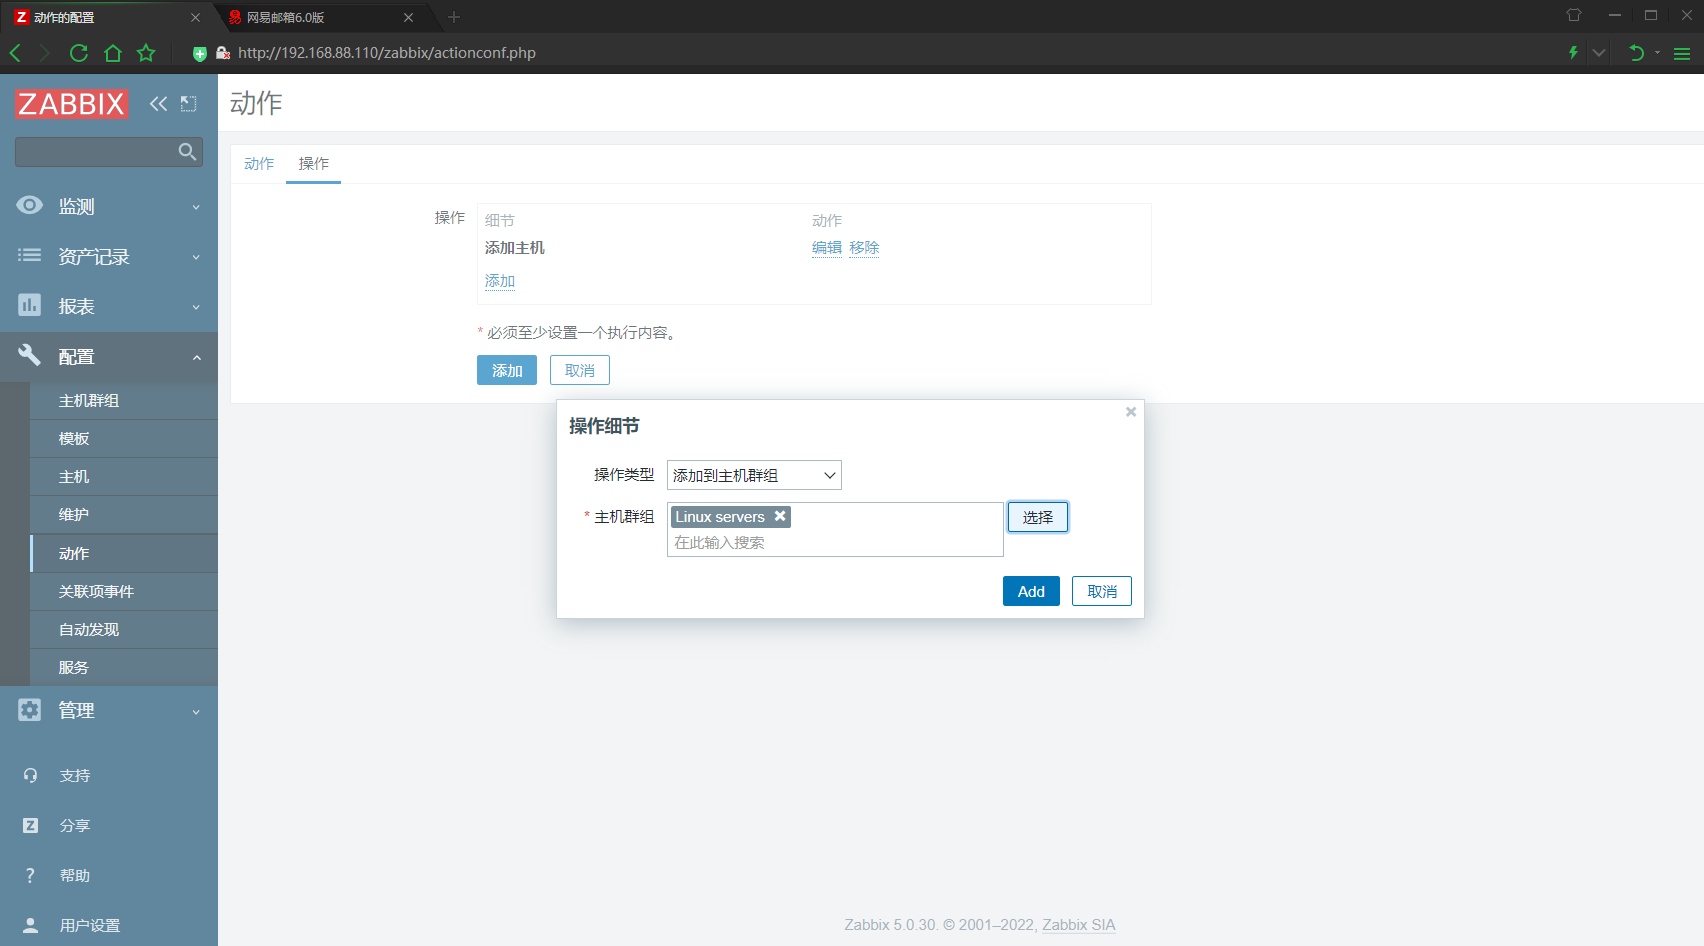 动作的配置
网易邮箱6.0版
http://192.168.88.110/zabbix/actionconf.php
ZABBIX
监测
资产记录
报表
配置
主机群组
模板
主机
维护
动作
关联项事件
自动发现
服务
管理
支持
分享
帮助
用户设置
动作
动作 操作
操作 细节 动作
添加主机 编辑 移除
添加
* 必须至少设置一个执行内容。
添加 取消
操作细节
操作类型 添加到主机群组
* 主机群组 Linux servers 选择
在此输入搜索
Add 取消
Zabbix 5.0.30. © 2001–2022, Zabbix SIA